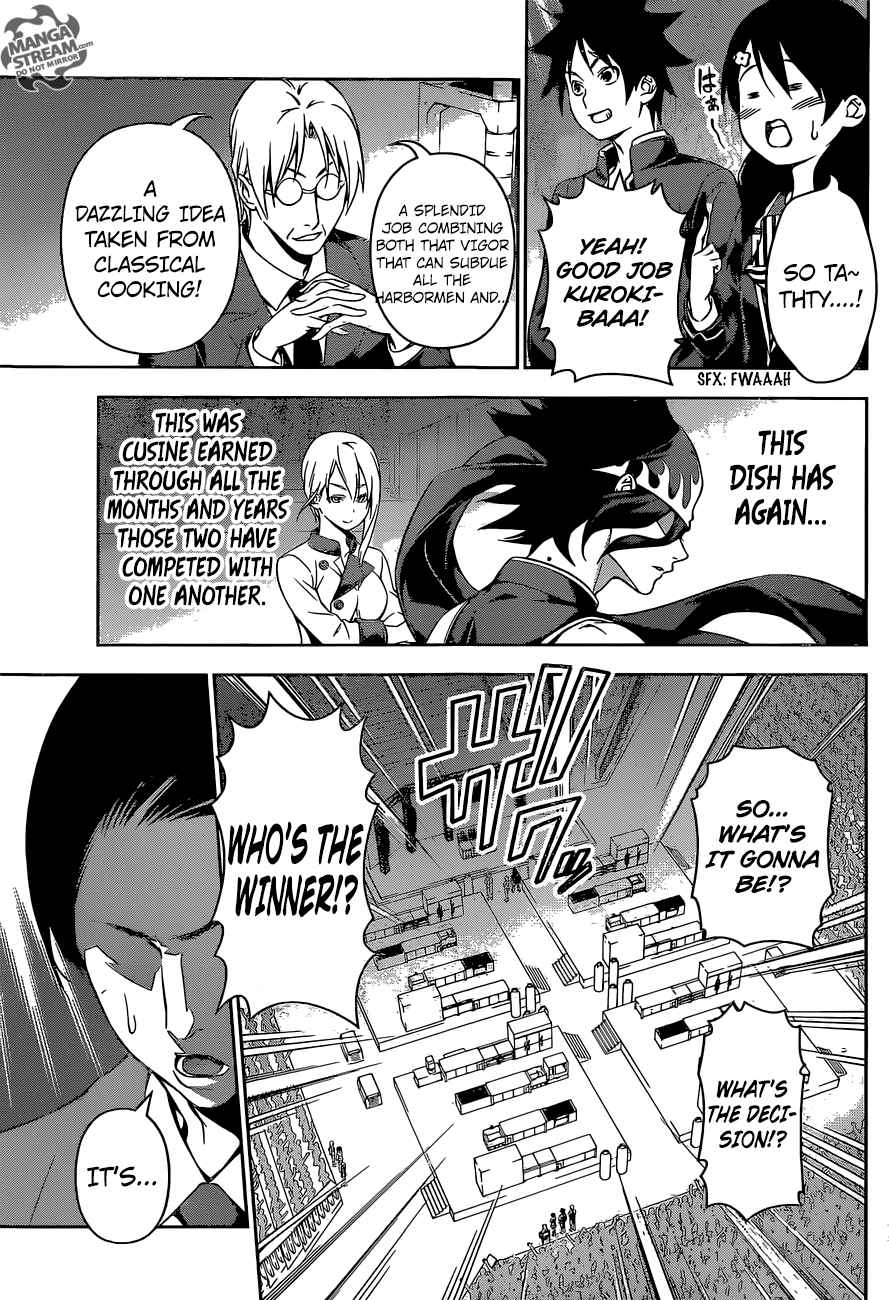 MANGA
STREAM.com
DO NOT MIRROR
はぁ〜
SO TA~
THTY....!
YEAH!
GOOD JOB
KUROKI-
BAAA!
SFX: FWAAAH
A SPLENDID
JOB COMBINING
BOTH THAT VIGOR
THAT CAN SUBDUE
ALL THE
HARBORMEN AND...
A
DAZZLING IDEA
TAKEN FROM
CLASSICAL
COOKING!
THIS
DISH HAS
AGAIN...
THIS WAS
CUSINE EARNED
THROUGH ALL THE
MONTHS AND YEARS
THOSE TWO HAVE
COMPETED WITH
ONE ANOTHER.
SO...
WHAT'S
IT GONNA
BE!?
ザワ
WHAT'S
THE DECI-
SION!?
WHO'S THE
WINNER!?
IT'S...